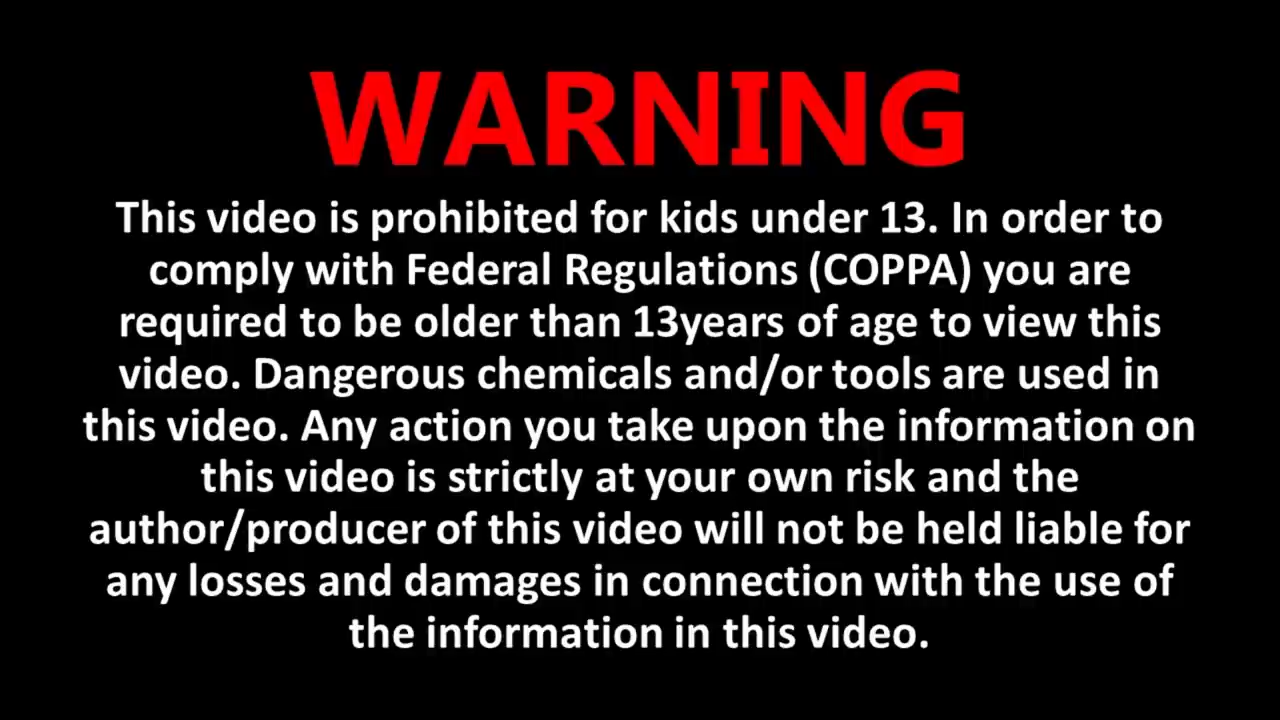 WARNING
This video is prohibited for kids under 13. In order to
comply with Federal Regulations (COPPA) you are
required to be older than 13years of age to view this
video. Dangerous chemicals and/or tools are used in
this video. Any action you take upon the information on
this video is strictly at your own risk and the
author/producer of this video will not be held liable for
any losses and damages in connection with the use of
the information in this video.